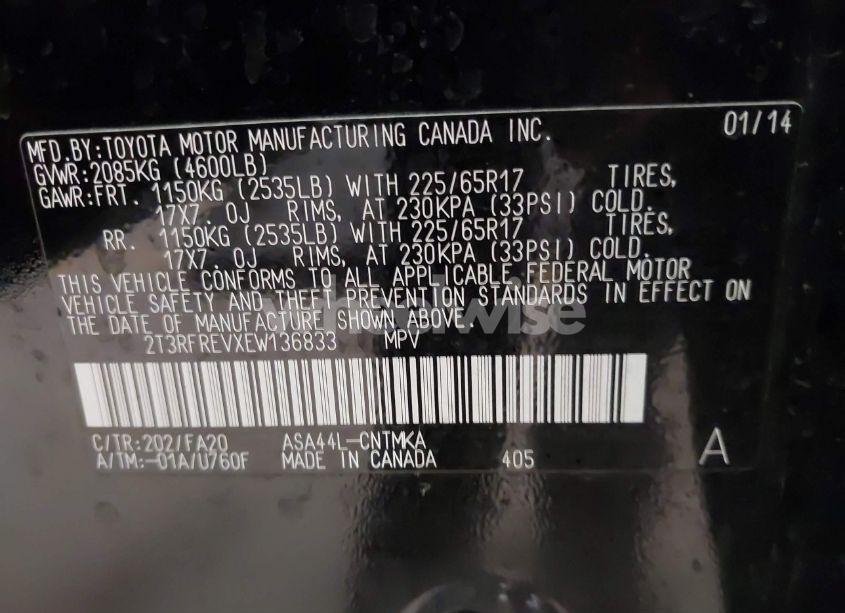 MFD.BY:TOYOTA MOTOR MANUFACTURING CANADA INC. 01/14
GVWR:2085KG (4600LB)
GAWR:FRT. 1150KG (2535LB) WITH 225/65R17 TIRES,
17X7.0J RIMS, AT 230KPA (33PSI) COLD.
RR. 1150KG (2535LB) WITH 225/65R17 TIRES,
17X7.0J RIMS, AT 230KPA (33PSI) COLD.
THIS VEHICLE CONFORMS TO ALL APPLICABLE FEDERAL MOTOR
VEHICLE SAFETY AND THEFT PREVENTION STANDARDS IN EFFECT ON
THE DATE OF MANUFACTURE SHOWN ABOVE.
2T3RFREVXEW136833 MPV
C/TR:202/FA20 ASA44L-CNTMKA
A/TM:-01A/U760F MADE IN CANADA 405 A